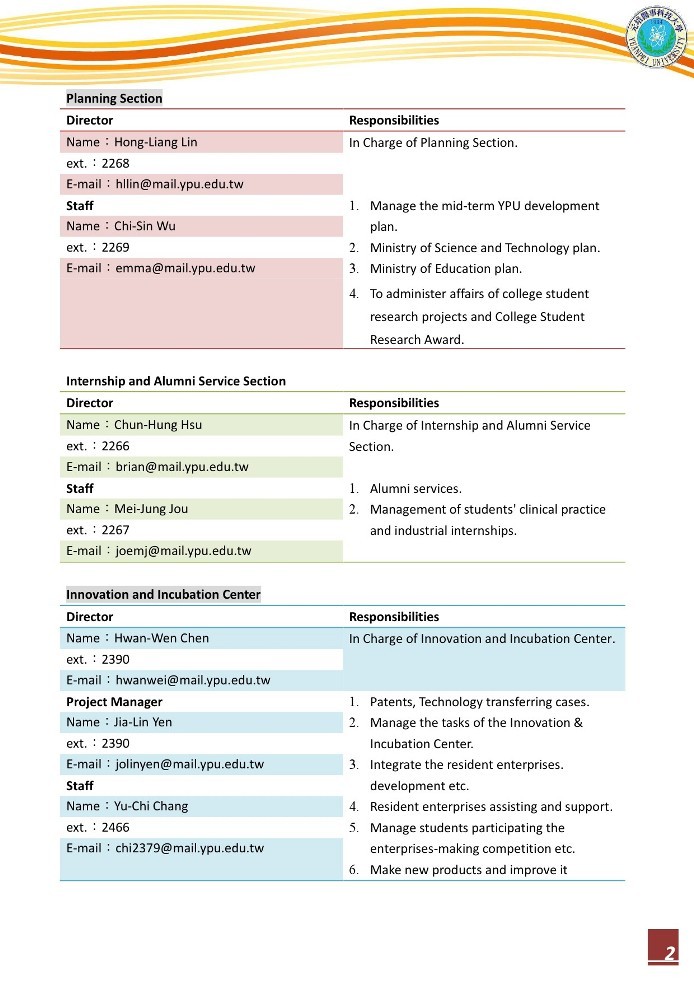 元培醫事科技大學
YUANPEI UNIVERSITY
Planning Section
Director Responsibilities
Name：Hong-Liang Lin In Charge of Planning Section.
ext.：2268
E-mail：hllin@mail.ypu.edu.tw
Staff 1. Manage the mid-term YPU development
Name：Chi-Sin Wu plan.
ext.：2269 2. Ministry of Science and Technology plan.
E-mail：emma@mail.ypu.edu.tw 3. Ministry of Education plan.
4. To administer affairs of college student
research projects and College Student
Research Award.
Internship and Alumni Service Section
Director Responsibilities
Name：Chun-Hung Hsu In Charge of Internship and Alumni Service
ext.：2266 Section.
E-mail：brian@mail.ypu.edu.tw
Staff 1. Alumni services.
Name：Mei-Jung Jou 2. Management of students' clinical practice
ext.：2267 and industrial internships.
E-mail：joemj@mail.ypu.edu.tw
Innovation and Incubation Center
Director Responsibilities
Name：Hwan-Wen Chen In Charge of Innovation and Incubation Center.
ext.：2390
E-mail：hwanwei@mail.ypu.edu.tw
Project Manager 1. Patents, Technology transferring cases.
Name：Jia-Lin Yen 2. Manage the tasks of the Innovation &
ext.：2390 Incubation Center.
E-mail：jolinyen@mail.ypu.edu.tw 3. Integrate the resident enterprises.
Staff development etc.
Name：Yu-Chi Chang 4. Resident enterprises assisting and support.
ext.：2466 5. Manage students participating the
E-mail：chi2379@mail.ypu.edu.tw enterprises-making competition etc.
6. Make new products and improve it
2